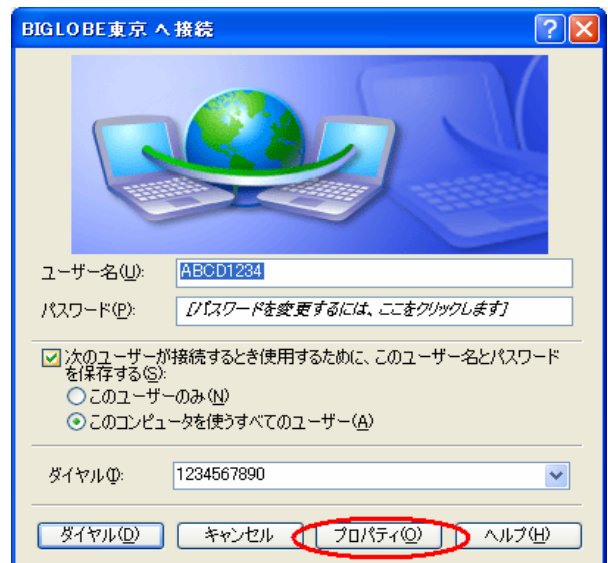 BIGLOBE東京 へ接続
ユーザー名(U):
ABCD1234
パスワード(P):
[パスワードを変更するには、ここをクリックします]
次のユーザーが接続するとき使用するために、このユーザー名とパスワード
を保存する(S):
このユーザーのみ(N)
このコンピュータを使うすべてのユーザー(A)
ダイヤル(I):
1234567890
ダイヤル(D)
キャンセル
プロパティ(O)
ヘルプ(H)